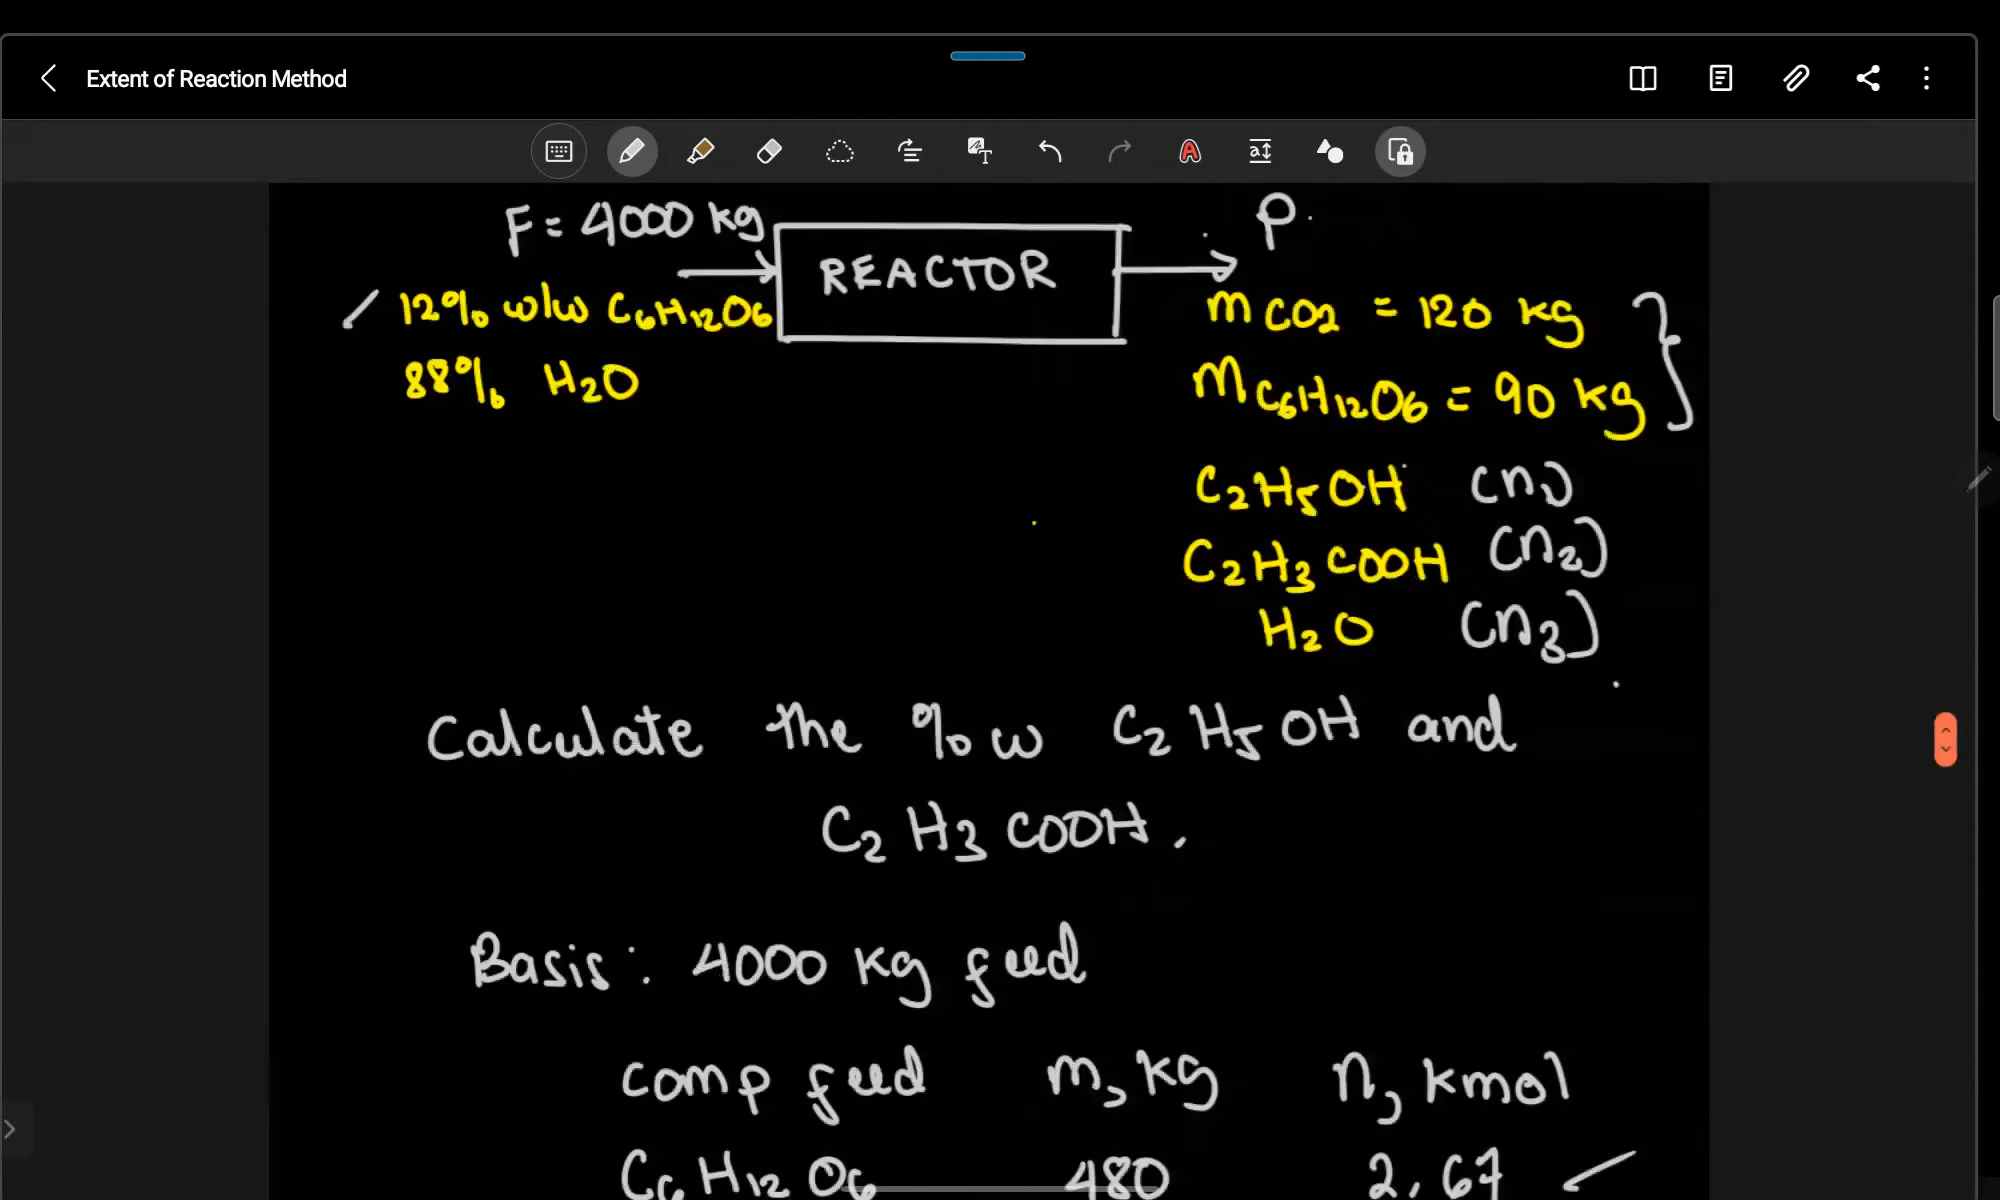 Extent of Reaction Method
F = 4000 kg
P
REACTOR
12% w/w C6H12O6
88% H2O
m CO2 = 120 kg
m C6H12O6 = 90 kg
C2H5OH (n1)
C2H3COOH (n2)
H2O (n3)
Calculate the % w C2H5OH and
C2H3COOH.
Basis: 4000 kg feed
comp feed m, kg n, kmol
C6H12O6 480 2.67